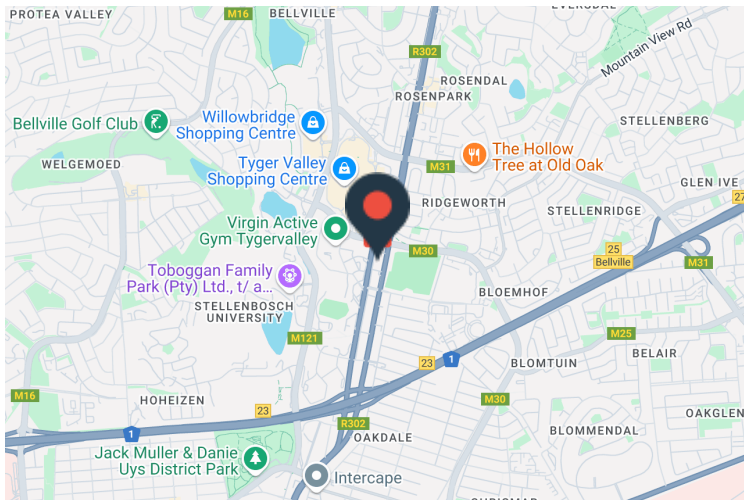 PROTEA VALLEY
M16
BELLVILLE
EVERSDAL
R302
Mountain View Rd
ROSENDAL
ROSENPARK
Bellville Golf Club
Willowbridge
Shopping Centre
STELLENBERG
WELGEMOED
Tyger Valley
Shopping Centre
M31
The Hollow
Tree at Old Oak
GLEN IVE
RIDGEWORTH
STELLENRIDGE
27
Virgin Active
Gym Tygervalley
M30
25
Bellville
M31
Toboggan Family
Park (Pty) Ltd., t/ a...
STELLENBOSCH
UNIVERSITY
BLOEMHOF
M121
M25
23
1
BLOMTUIN
BELAIR
M16
HOHEIZEN
23
M30
R302
OAKGLEN
1
OAKDALE
BLOMMENDAL
Jack Muller & Danie
Uys District Park
Intercape